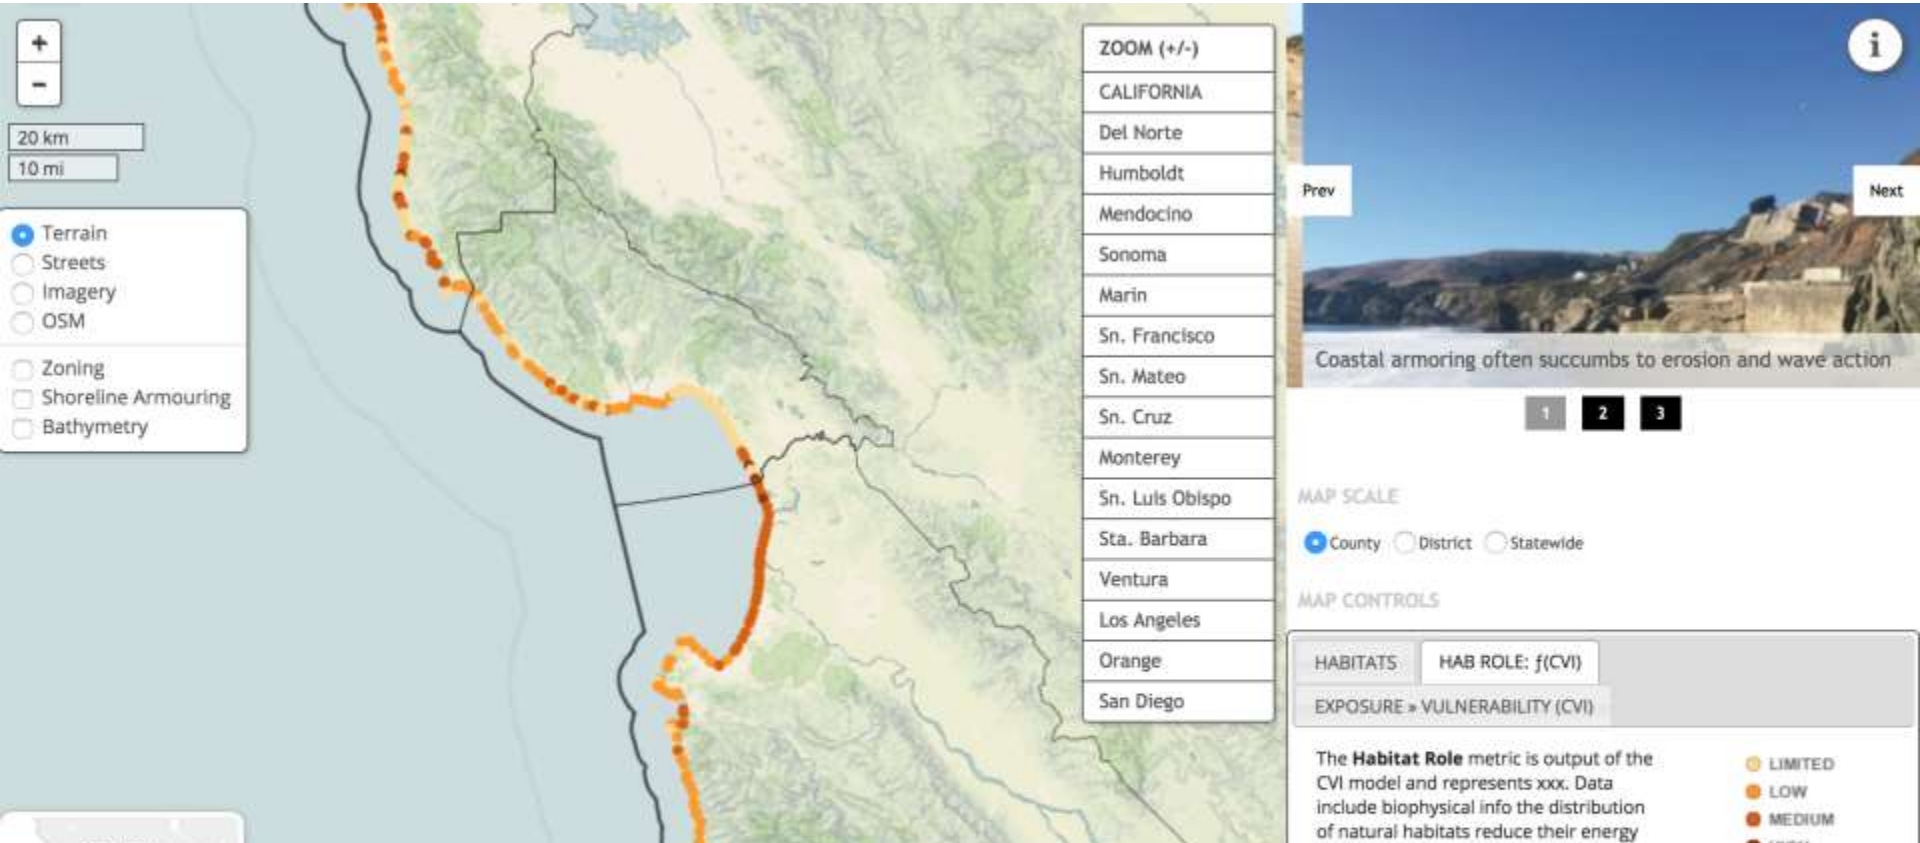 +
−
20 km
10 mi
Terrain
Streets
Imagery
OSM
Zoning
Shoreline Armouring
Bathymetry
ZOOM (+/-)
CALIFORNIA
Del Norte
Humboldt
Mendocino
Sonoma
Marin
Sn. Francisco
Sn. Mateo
Sn. Cruz
Monterey
Sn. Luis Obispo
Sta. Barbara
Ventura
Los Angeles
Orange
San Diego
i
Prev
Next
Coastal armoring often succumbs to erosion and wave action
1 2 3
MAP SCALE
County District Statewide
MAP CONTROLS
HABITATS HAB ROLE: ƒ(CVI)
EXPOSURE » VULNERABILITY (CVI)
The Habitat Role metric is output of the
CVI model and represents xxx. Data
include biophysical info the distribution
of natural habitats reduce their energy
LIMITED
LOW
MEDIUM